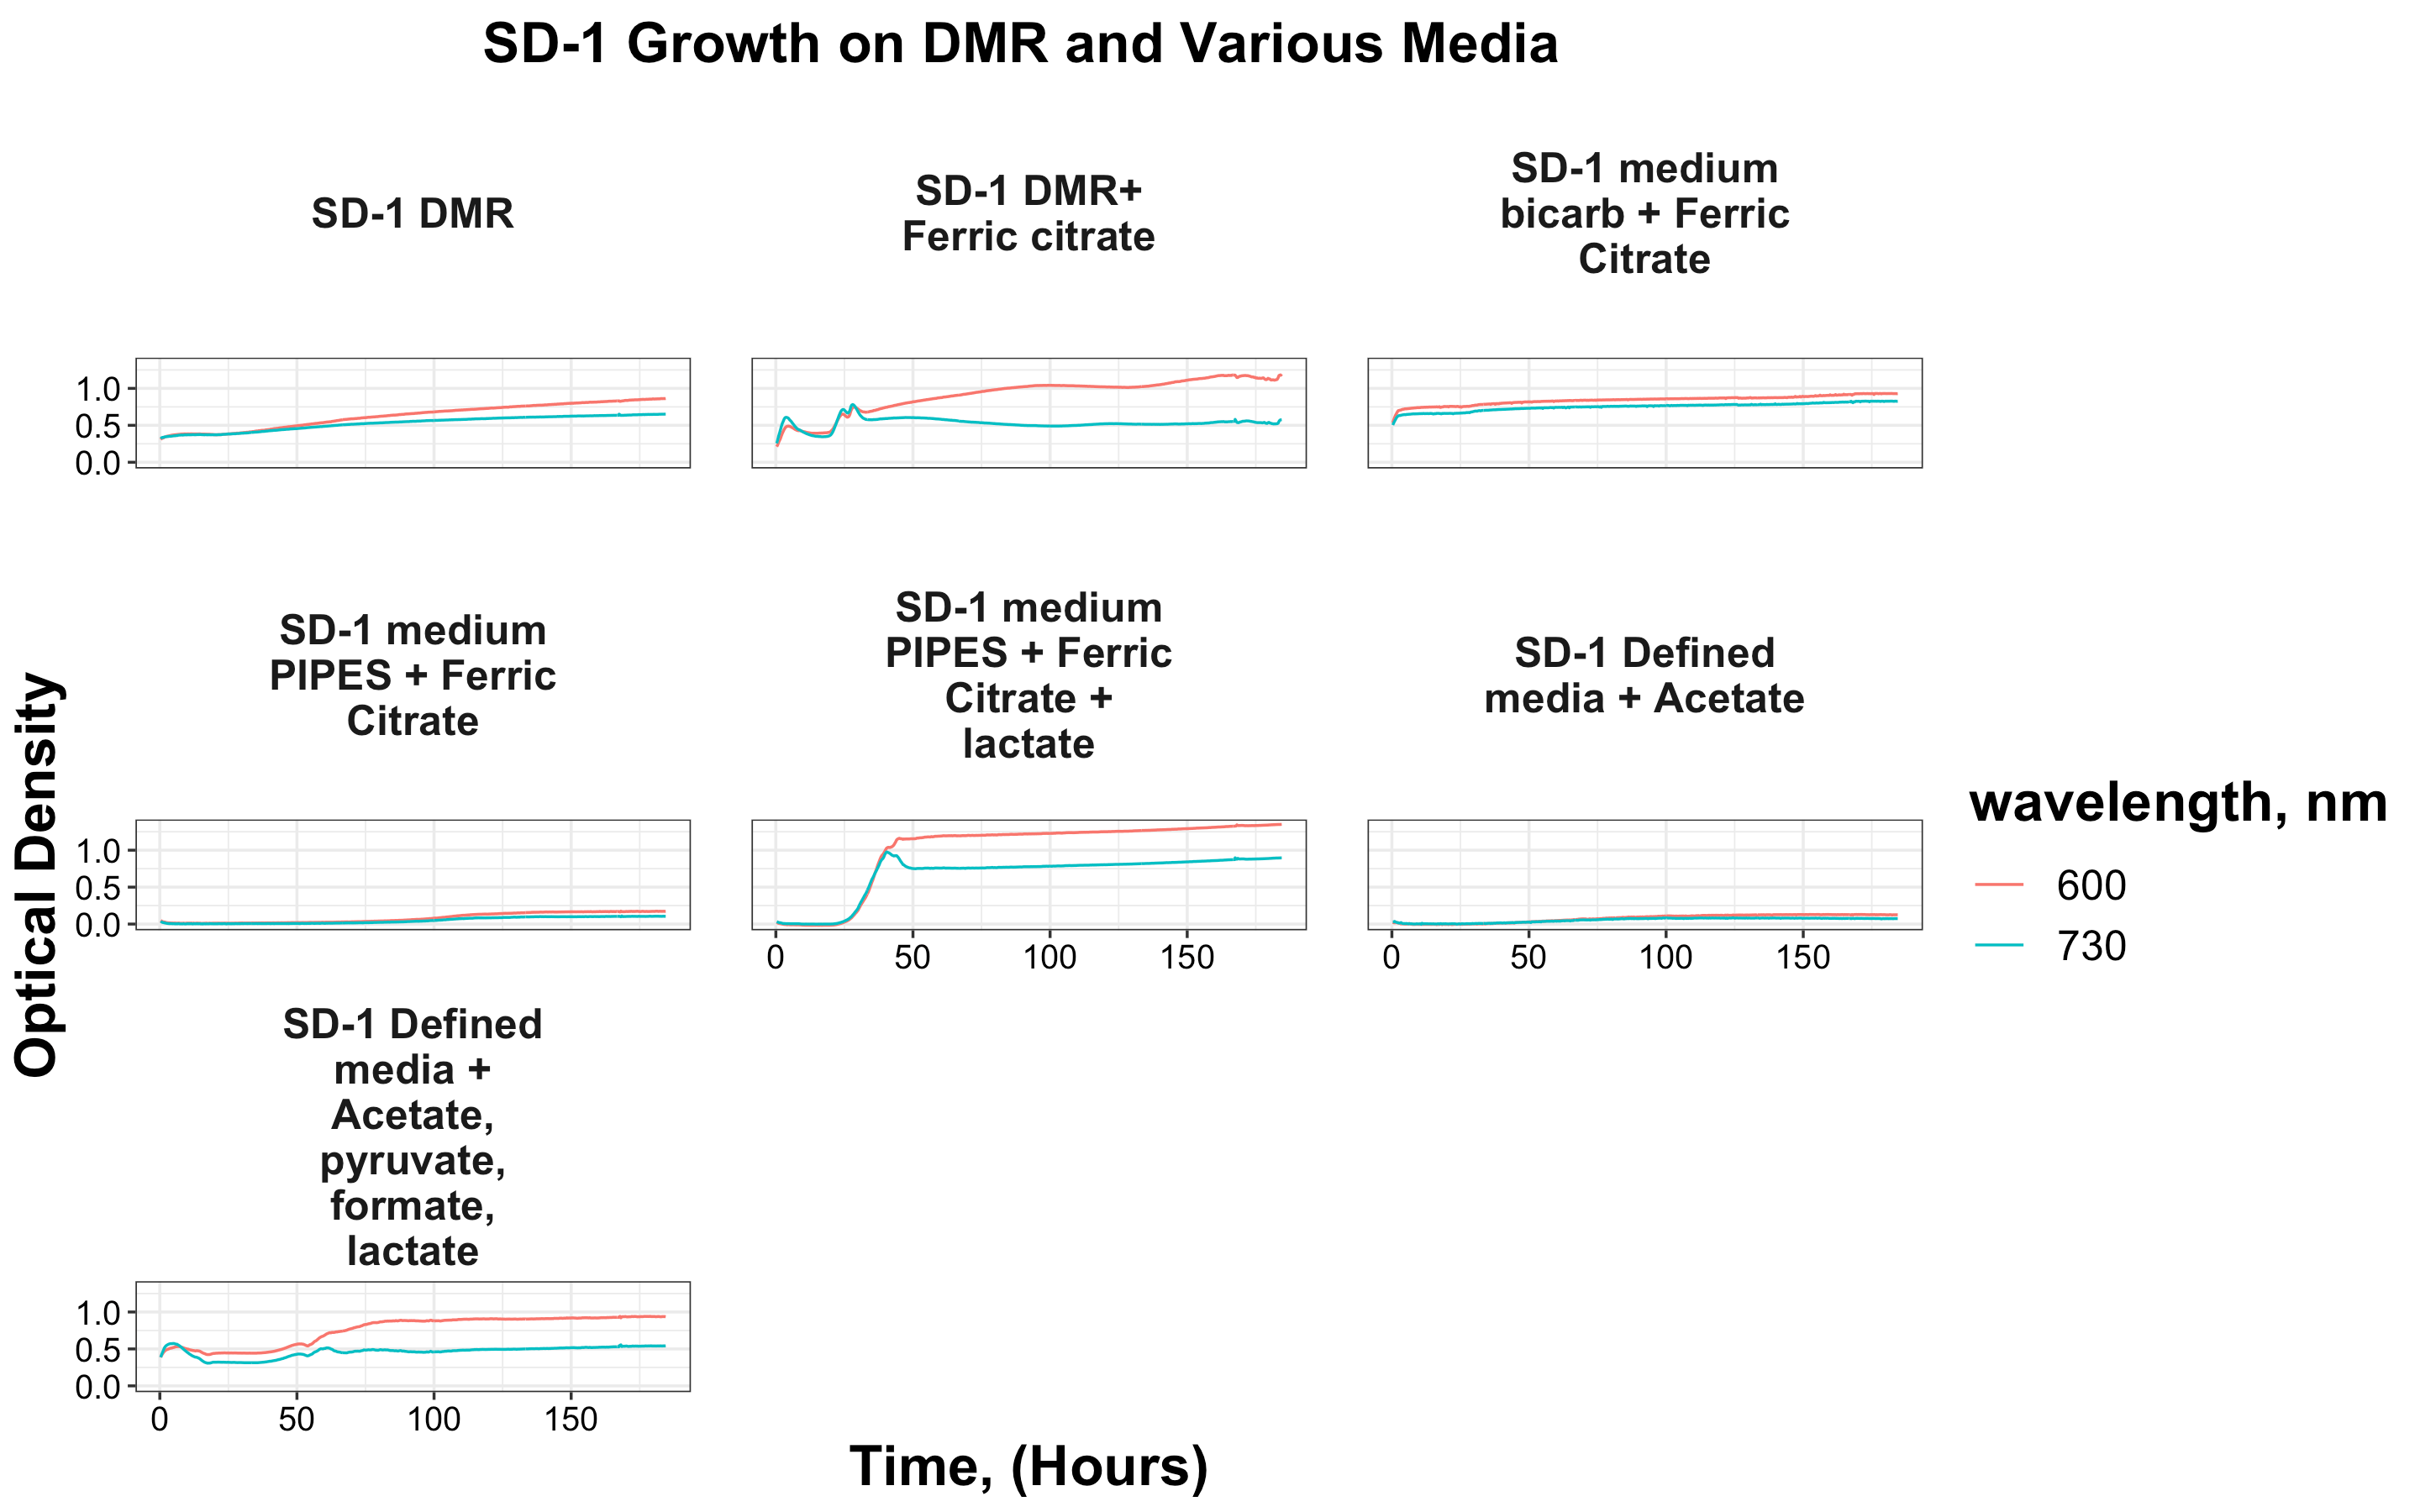 SD-1 Growth on DMR and Various Media
SD-1 DMR
SD-1 DMR+
Ferric citrate
SD-1 medium
bicarb + Ferric
Citrate
1.0
0.5
0.0
SD-1 medium
PIPES + Ferric
Citrate
SD-1 medium
PIPES + Ferric
Citrate +
lactate
SD-1 Defined
media + Acetate
1.0
0.5
0.0
0 50 100 150
0 50 100 150
SD-1 Defined
media +
Acetate,
pyruvate,
formate,
lactate
1.0
0.5
0.0
0 50 100 150
Optical Density
Time, (Hours)
wavelength, nm
600
730